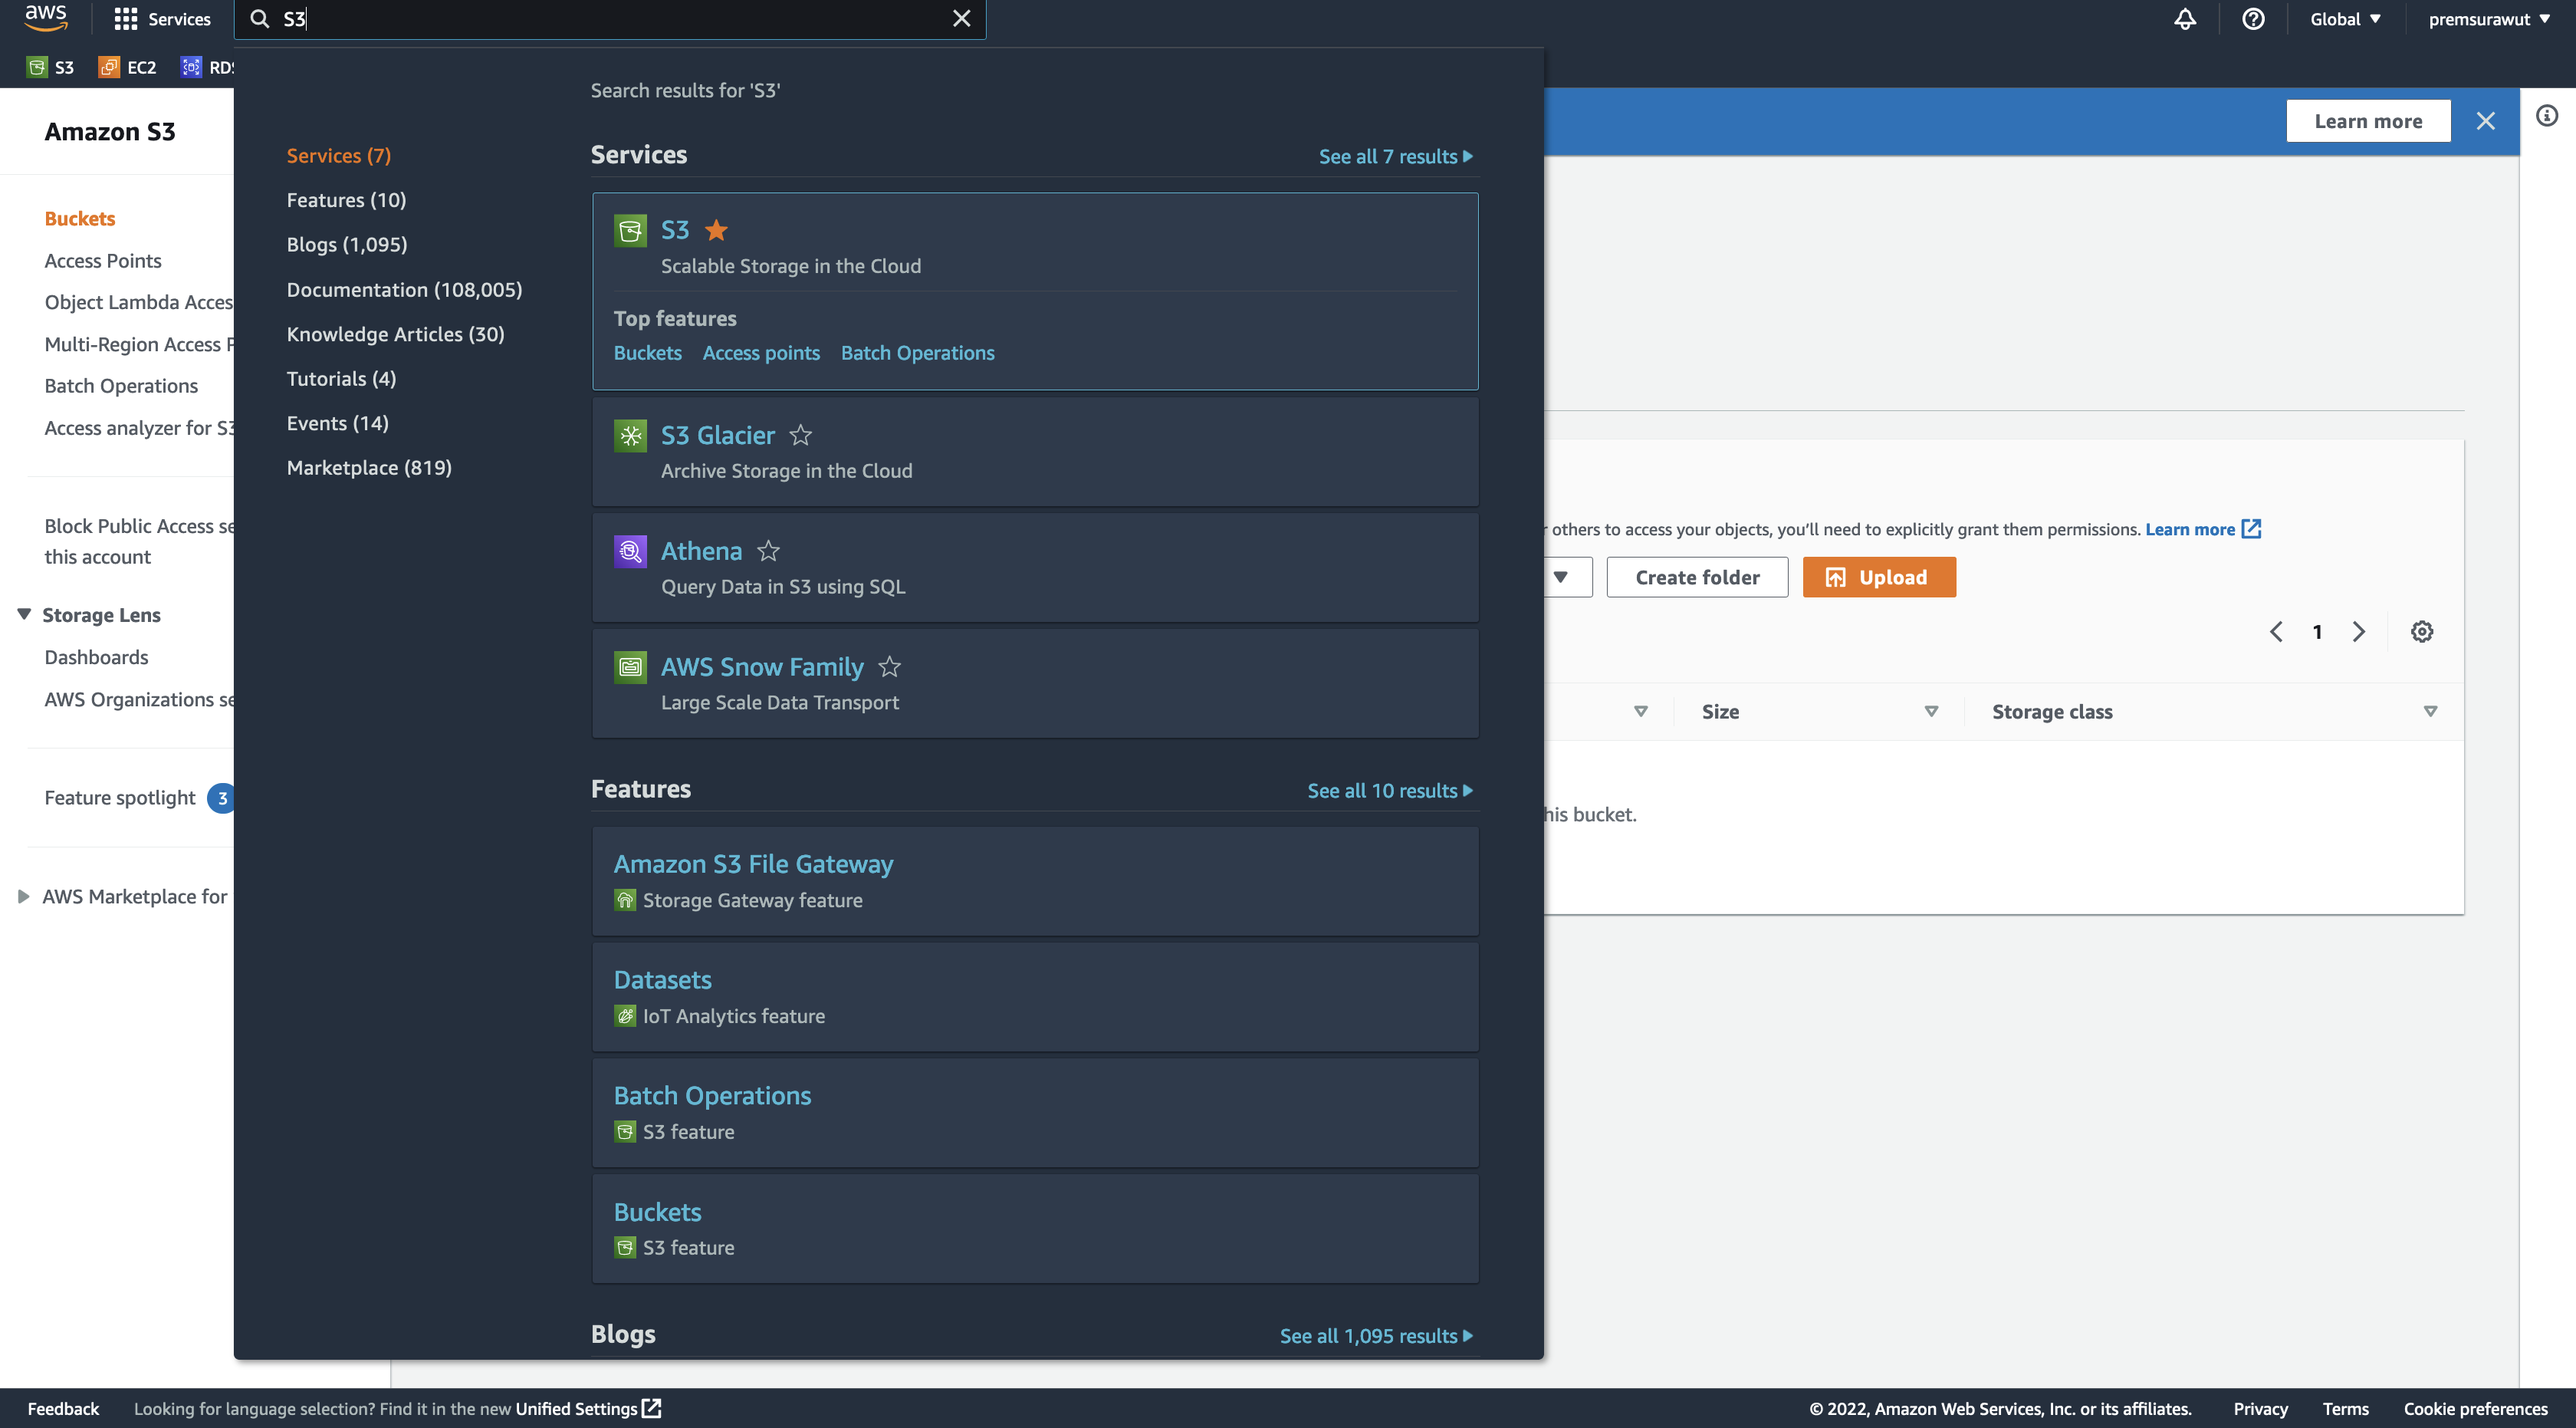 aws
Services
S3
Global
premsurawut
S3
EC2
RDS
Search results for 'S3'
Amazon S3
Buckets
Access Points
Object Lambda Acces
Multi-Region Access P
Batch Operations
Access analyzer for S3
Block Public Access se
this account
Storage Lens
Dashboards
AWS Organizations se
Feature spotlight 3
AWS Marketplace for
Services (7)
Features (10)
Blogs (1,095)
Documentation (108,005)
Knowledge Articles (30)
Tutorials (4)
Events (14)
Marketplace (819)
Services
See all 7 results
S3
Scalable Storage in the Cloud
Top features
Buckets Access points Batch Operations
S3 Glacier
Archive Storage in the Cloud
Athena
Query Data in S3 using SQL
AWS Snow Family
Large Scale Data Transport
Features
See all 10 results
Amazon S3 File Gateway
Storage Gateway feature
Datasets
IoT Analytics feature
Batch Operations
S3 feature
Buckets
S3 feature
Blogs
See all 1,095 results
Learn more
r others to access your objects, you'll need to explicitly grant them permissions. Learn more
Create folder
Upload
1
Size
Storage class
his bucket.
Feedback
Looking for language selection? Find it in the new Unified Settings
© 2022, Amazon Web Services, Inc. or its affiliates.
Privacy
Terms
Cookie preferences